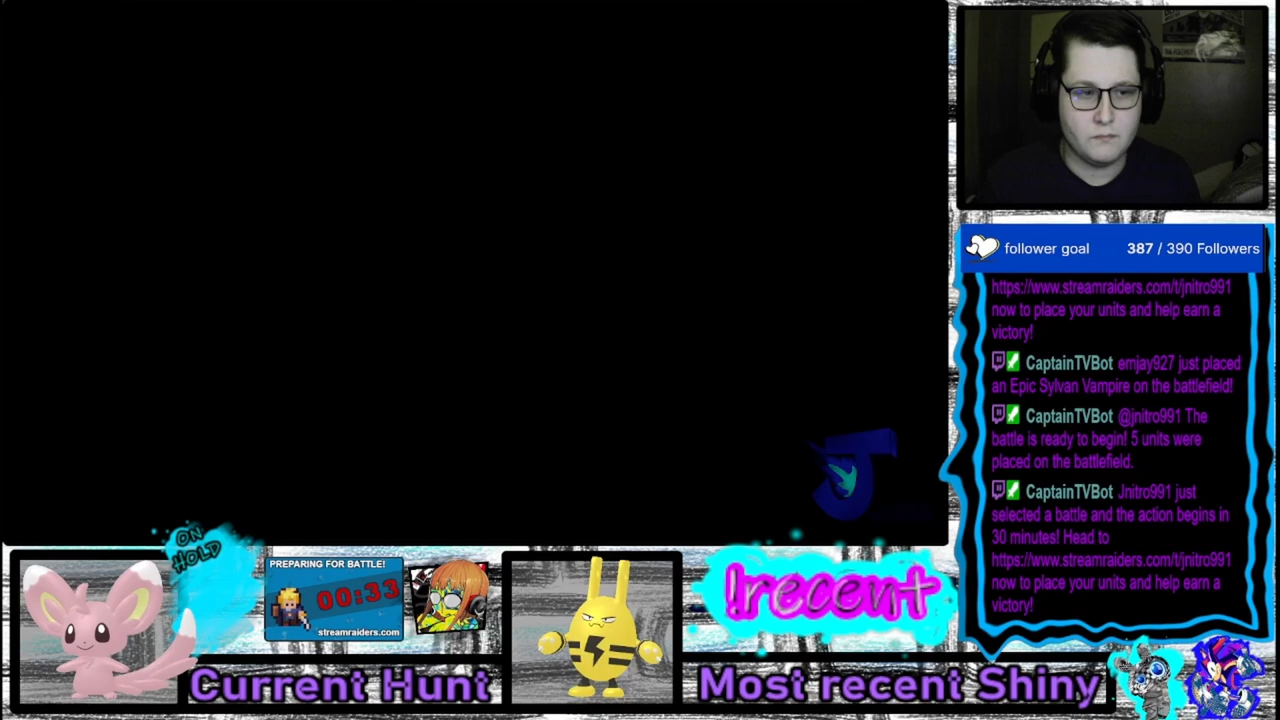 follower goal 387 / 390 Followers
https://www.streamraiders.com/t/jnitro991
now to place your units and help earn a
victory!
CaptainTVBot emjay927 just placed
an Epic Sylvan Vampire on the battlefield!
CaptainTVBot @jnitro991 The
battle is ready to begin! 5 units were
placed on the battlefield.
CaptainTVBot Jnitro991 just
selected a battle and the action begins in
30 minutes! Head to
https://www.streamraiders.com/t/jnitro991
now to place your units and help earn a
victory!
ON
HOLD
PREPARING FOR BATTLE!
00:33
streamraiders.com
!recent
Current Hunt
Most recent Shiny